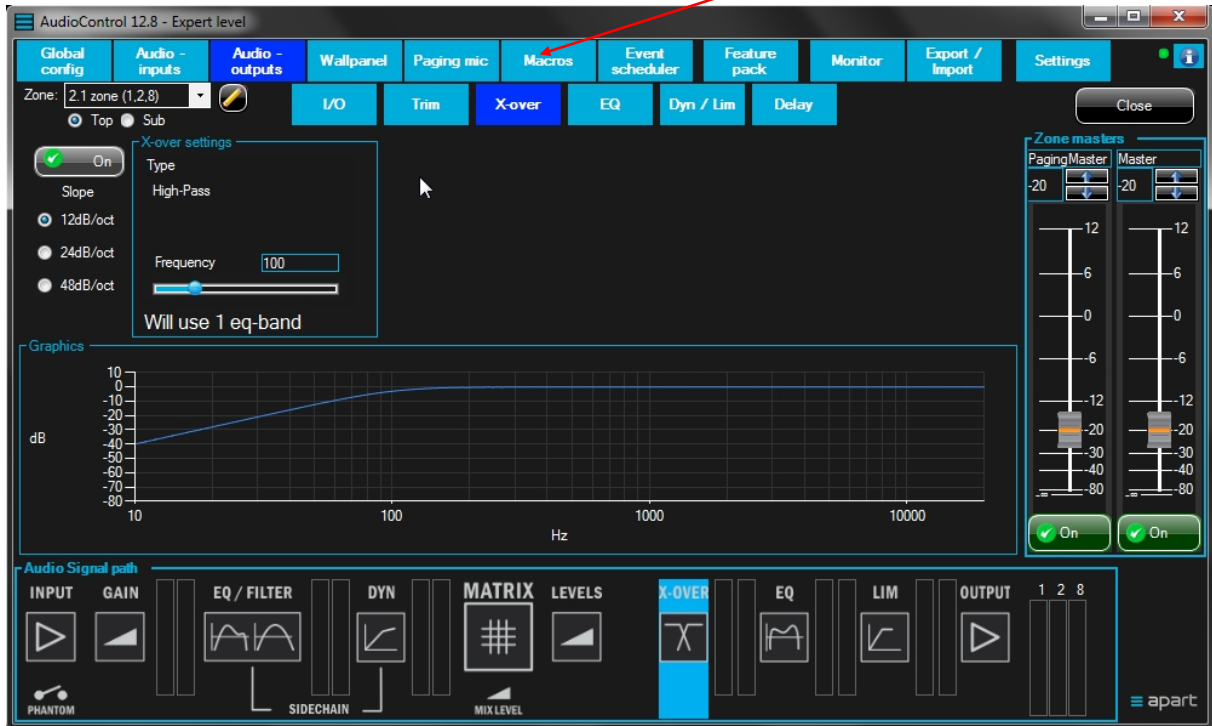 AudioControl 12.8 - Expert level
Global config
Audio - inputs
Audio - outputs
Wallpanel
Paging mic
Macros
Event scheduler
Feature pack
Monitor
Export / Import
Settings
Zone: 2.1 zone (1,2,8)
Top Sub
I/O
Trim
X-over
EQ
Dyn / Lim
Delay
Close
On
Slope
12dB/oct
24dB/oct
48dB/oct
X-over settings
Type
High-Pass
Frequency 100
Will use 1 eq-band
Zone masters
PagingMaster Master
-20 -20
12 12
6 6
0 0
-6 -6
-12 -12
-20 -20
-30 -30
-40 -40
-∞ -80 -∞ -80
On On
Graphics
10
0
-10
-20
-30
dB
-40
-50
-60
-70
-80
10 100 1000 10000
Hz
Audio Signal path
INPUT GAIN EQ / FILTER DYN MATRIX LEVELS X-OVER EQ LIM OUTPUT 1 2 8
PHANTOM
SIDECHAIN
MIX LEVEL
apart